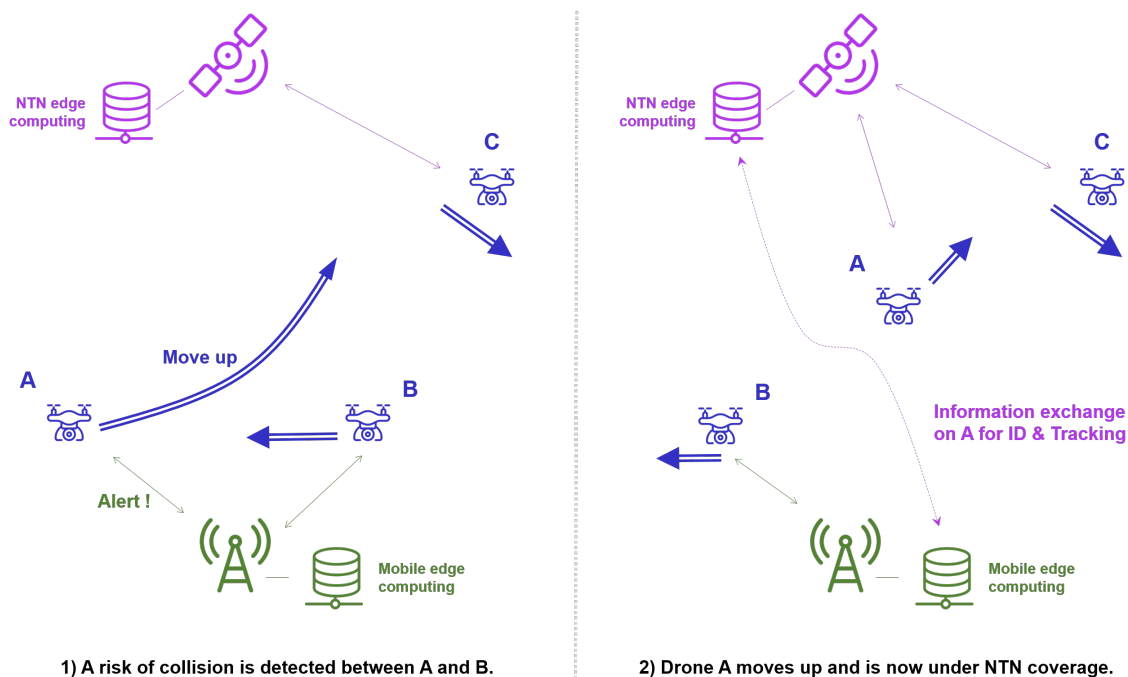 NTN edge
computing
C
Move up
A
B
Alert !
Mobile edge
computing
1) A risk of collision is detected between A and B.
NTN edge
computing
C
A
B
Information exchange
on A for ID & Tracking
Mobile edge
computing
2) Drone A moves up and is now under NTN coverage.